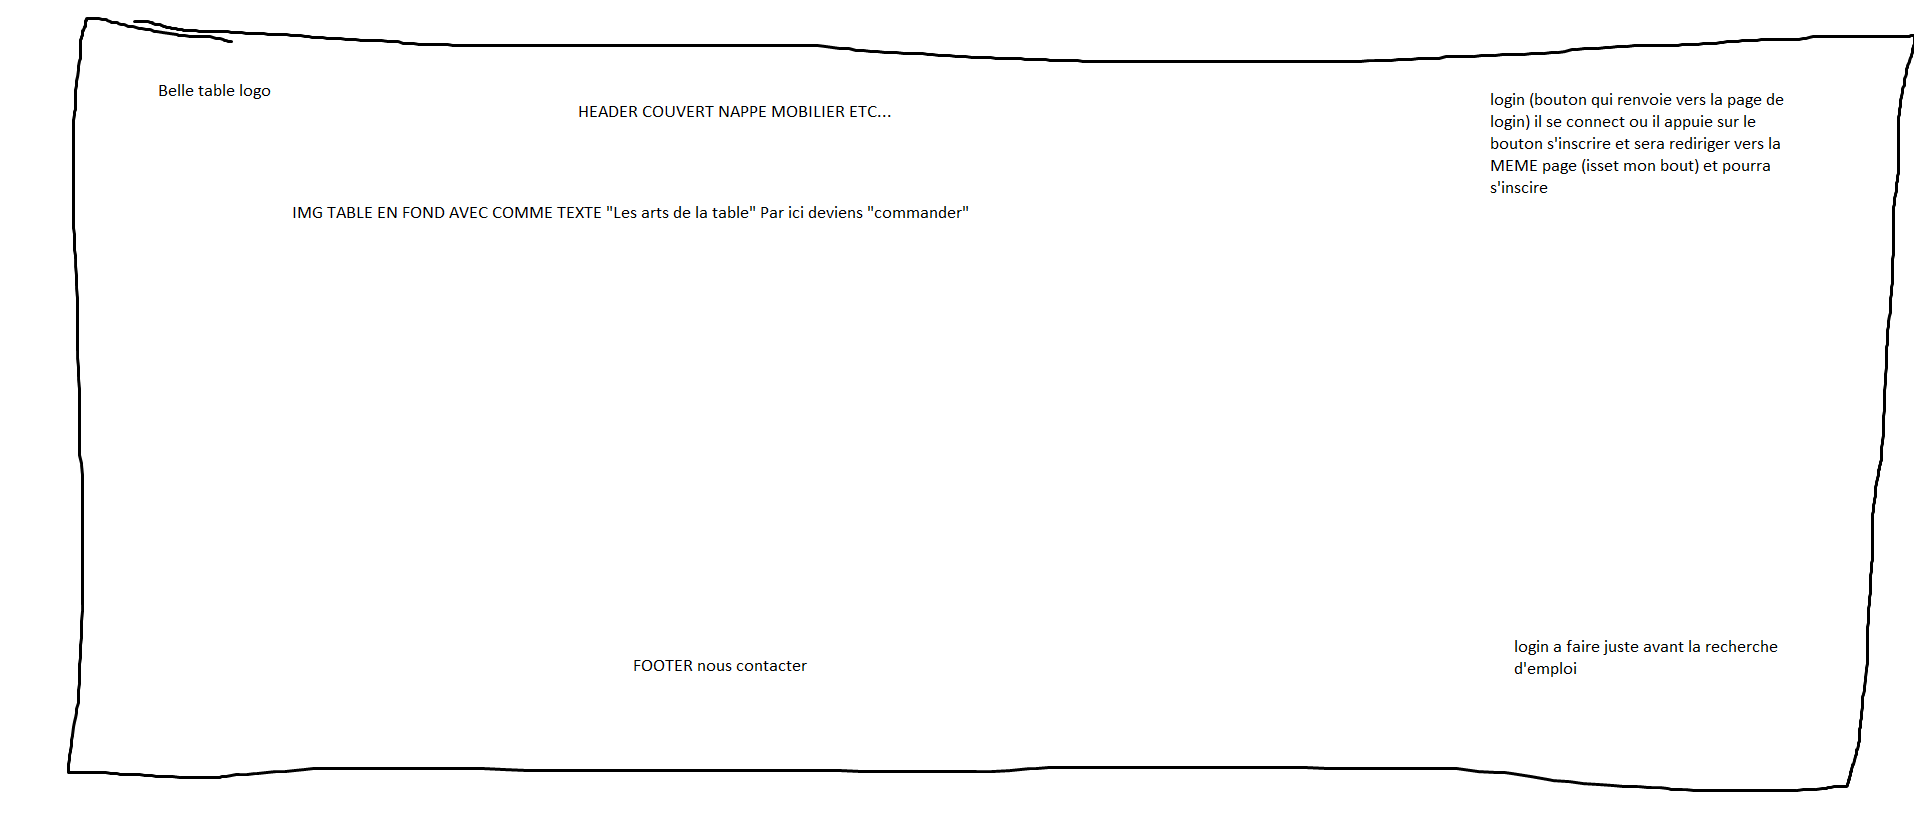 Belle table logo
HEADER COUVERT NAPPE MOBILIER ETC...
login (bouton qui renvoie vers la page de
login) il se connect ou il appuie sur le
bouton s'inscrire et sera rediriger vers la
MEME page (isset mon bout) et pourra
s'inscire
IMG TABLE EN FOND AVEC COMME TEXTE "Les arts de la table" Par ici deviens "commander"
FOOTER nous contacter
login a faire juste avant la recherche
d'emploi